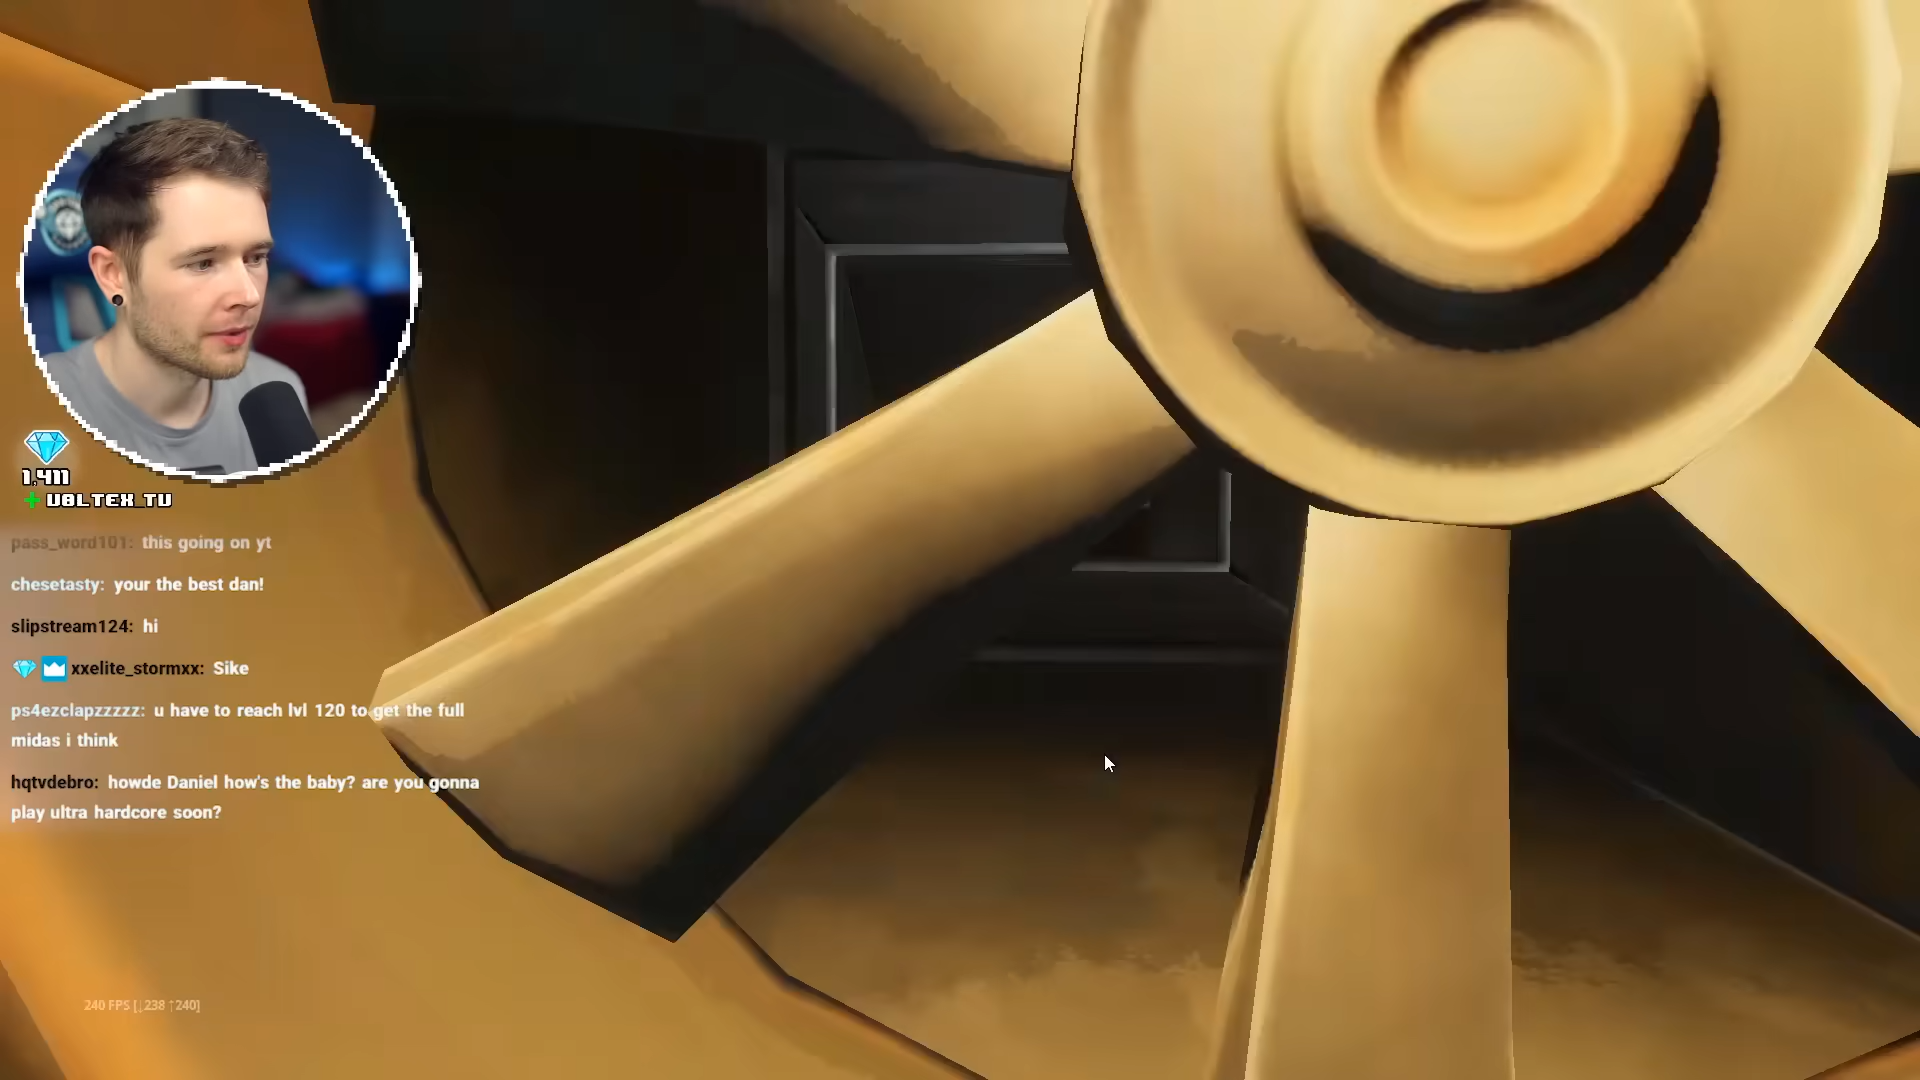 1,411
+ V8LTEX_TV
pass_word101: this going on yt
chesetasty: your the best dan!
slipstream124: hi
xxelite_stormxx: Sike
ps4ezclapzzzzz: u have to reach lvl 120 to get the full
midas i think
hqtvdebro: howde Daniel how's the baby? are you gonna
play ultra hardcore soon?
240 FPS [↓238 ↑240]